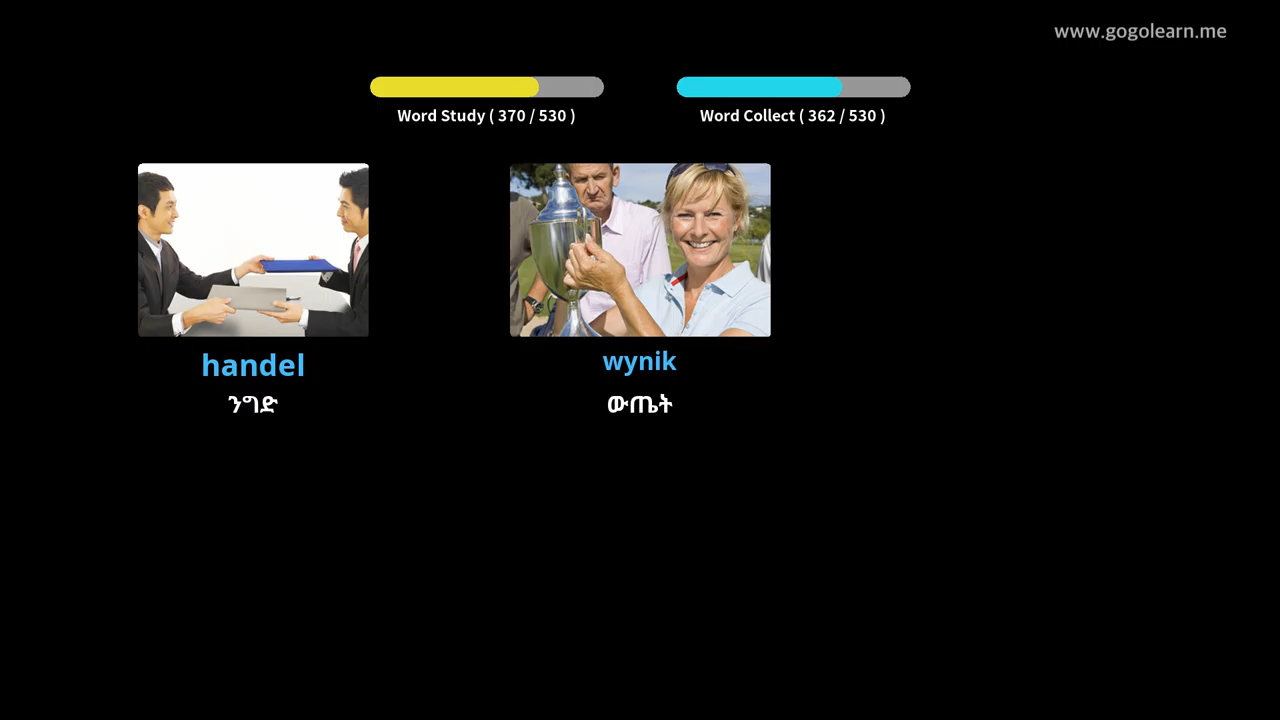 www.gogolearn.me
Word Study ( 370 / 530 )
Word Collect ( 362 / 530 )
handel
ንግድ
wynik
ውጤት